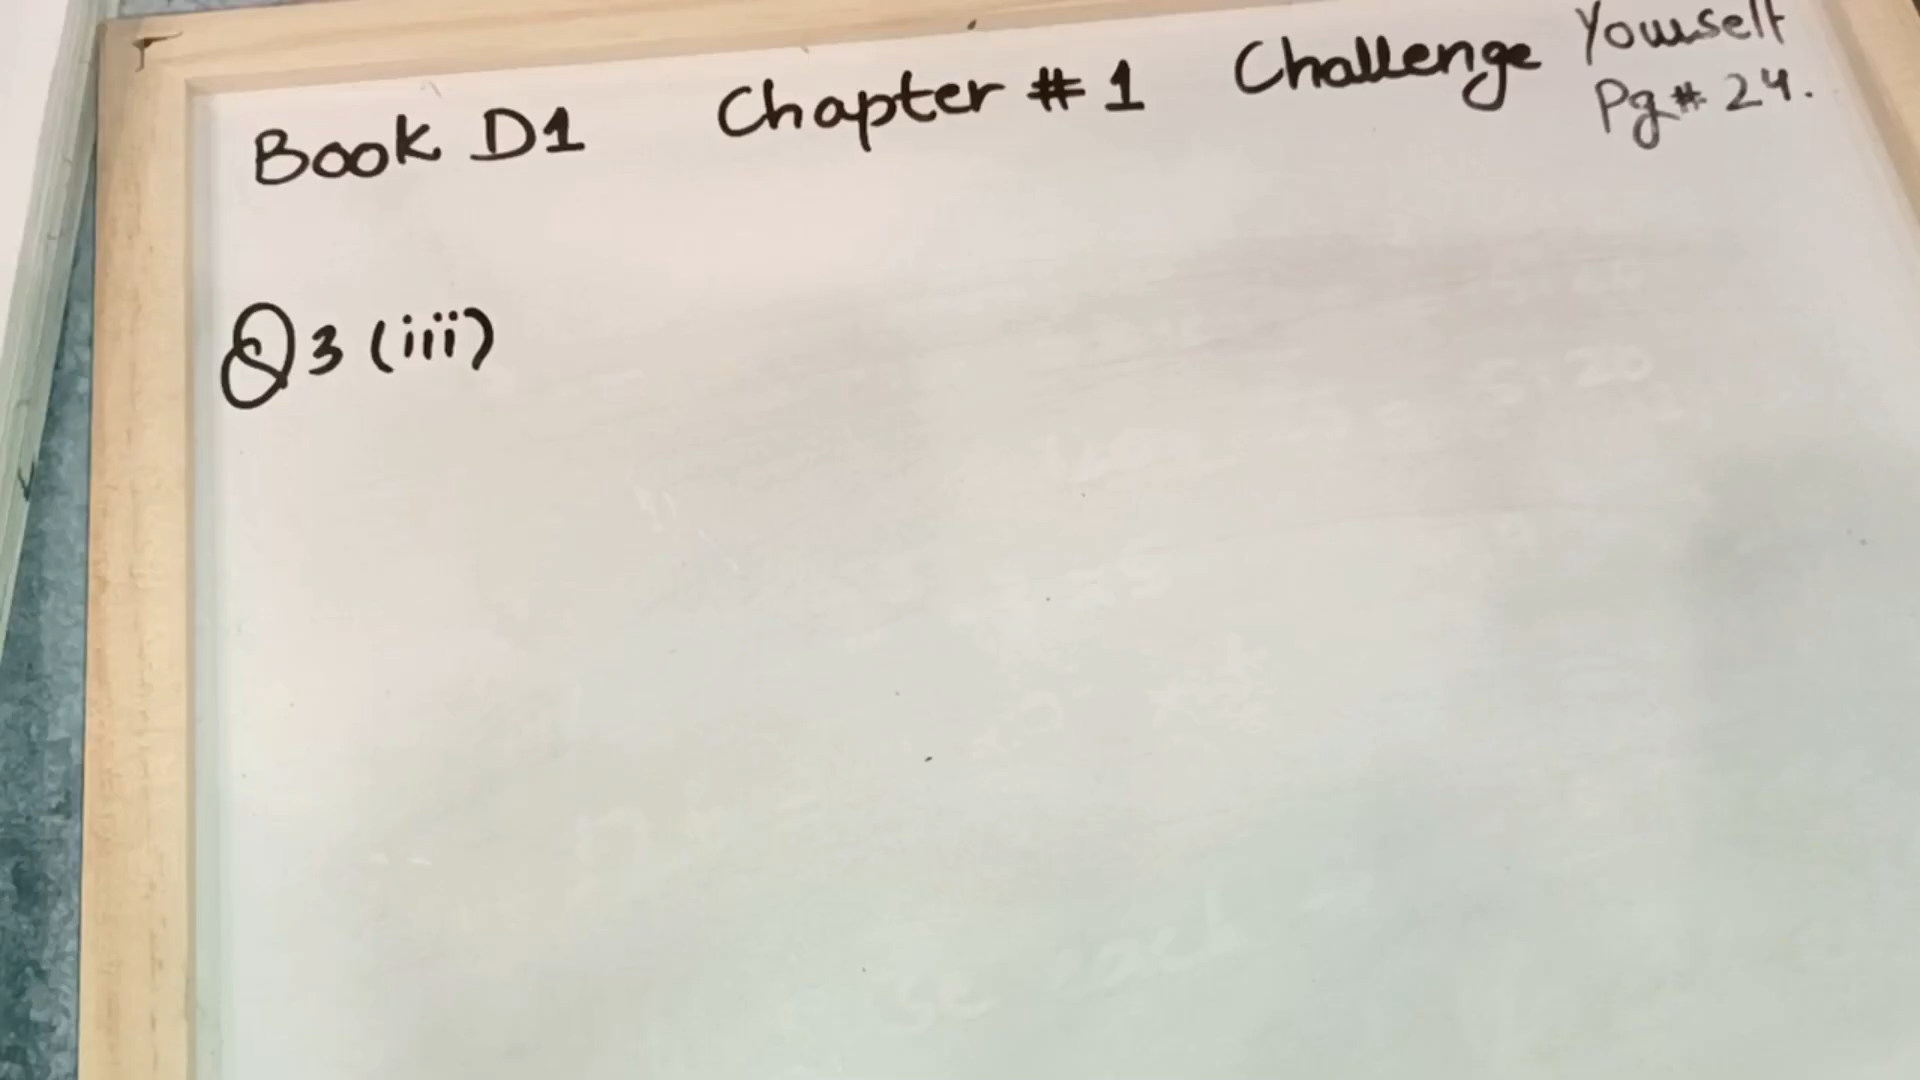 Book D1 Chapter # 1 Challenge Yourself
Pg # 24.
Q3 (iii)